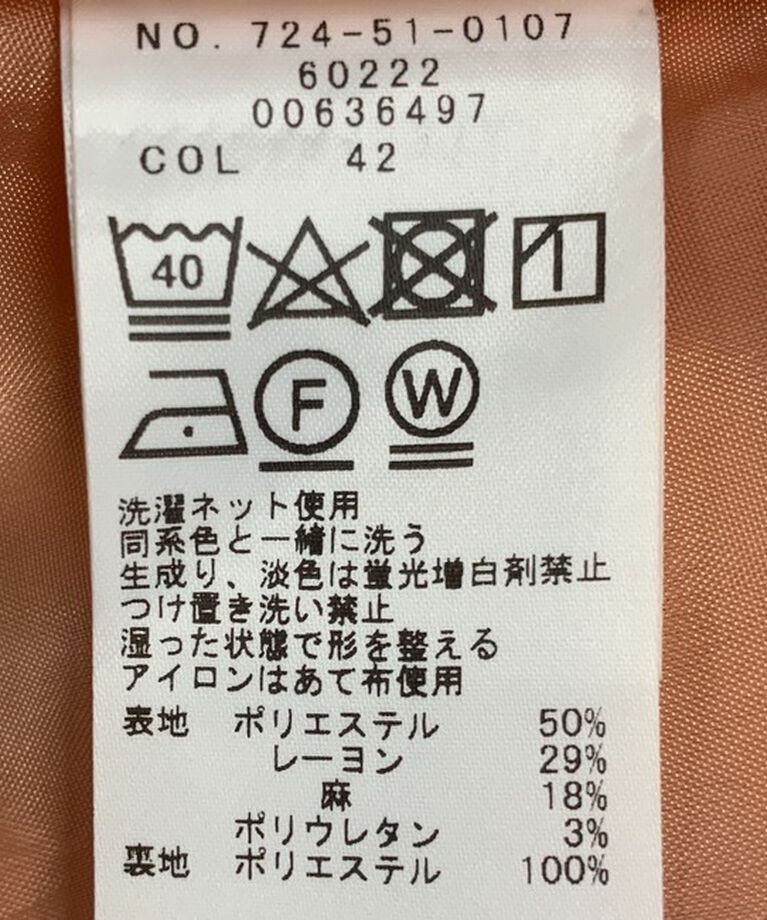 NO. 724-51-0107
60222
00636497
COL 42
40
F
W
洗濯ネット使用
同系色と一緒に洗う
生成り、淡色は蛍光増白剤禁止
つけ置き洗い禁止
湿った状態で形を整える
アイロンはあて布使用
表地 ポリエステル 50%
レーヨン 29%
麻 18%
ポリウレタン 3%
裏地 ポリエステル 100%